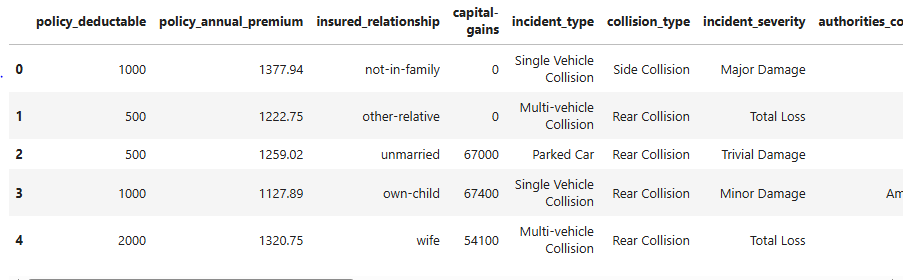 policy_deductable policy_annual_premium insured_relationship capital-gains incident_type collision_type incident_severity authorities_co
0 1000 1377.94 not-in-family 0 Single Vehicle Collision Side Collision Major Damage
1 500 1222.75 other-relative 0 Multi-vehicle Collision Rear Collision Total Loss
2 500 1259.02 unmarried 67000 Parked Car Rear Collision Trivial Damage
3 1000 1127.89 own-child 67400 Single Vehicle Collision Rear Collision Minor Damage Am
4 2000 1320.75 wife 54100 Multi-vehicle Collision Rear Collision Total Loss